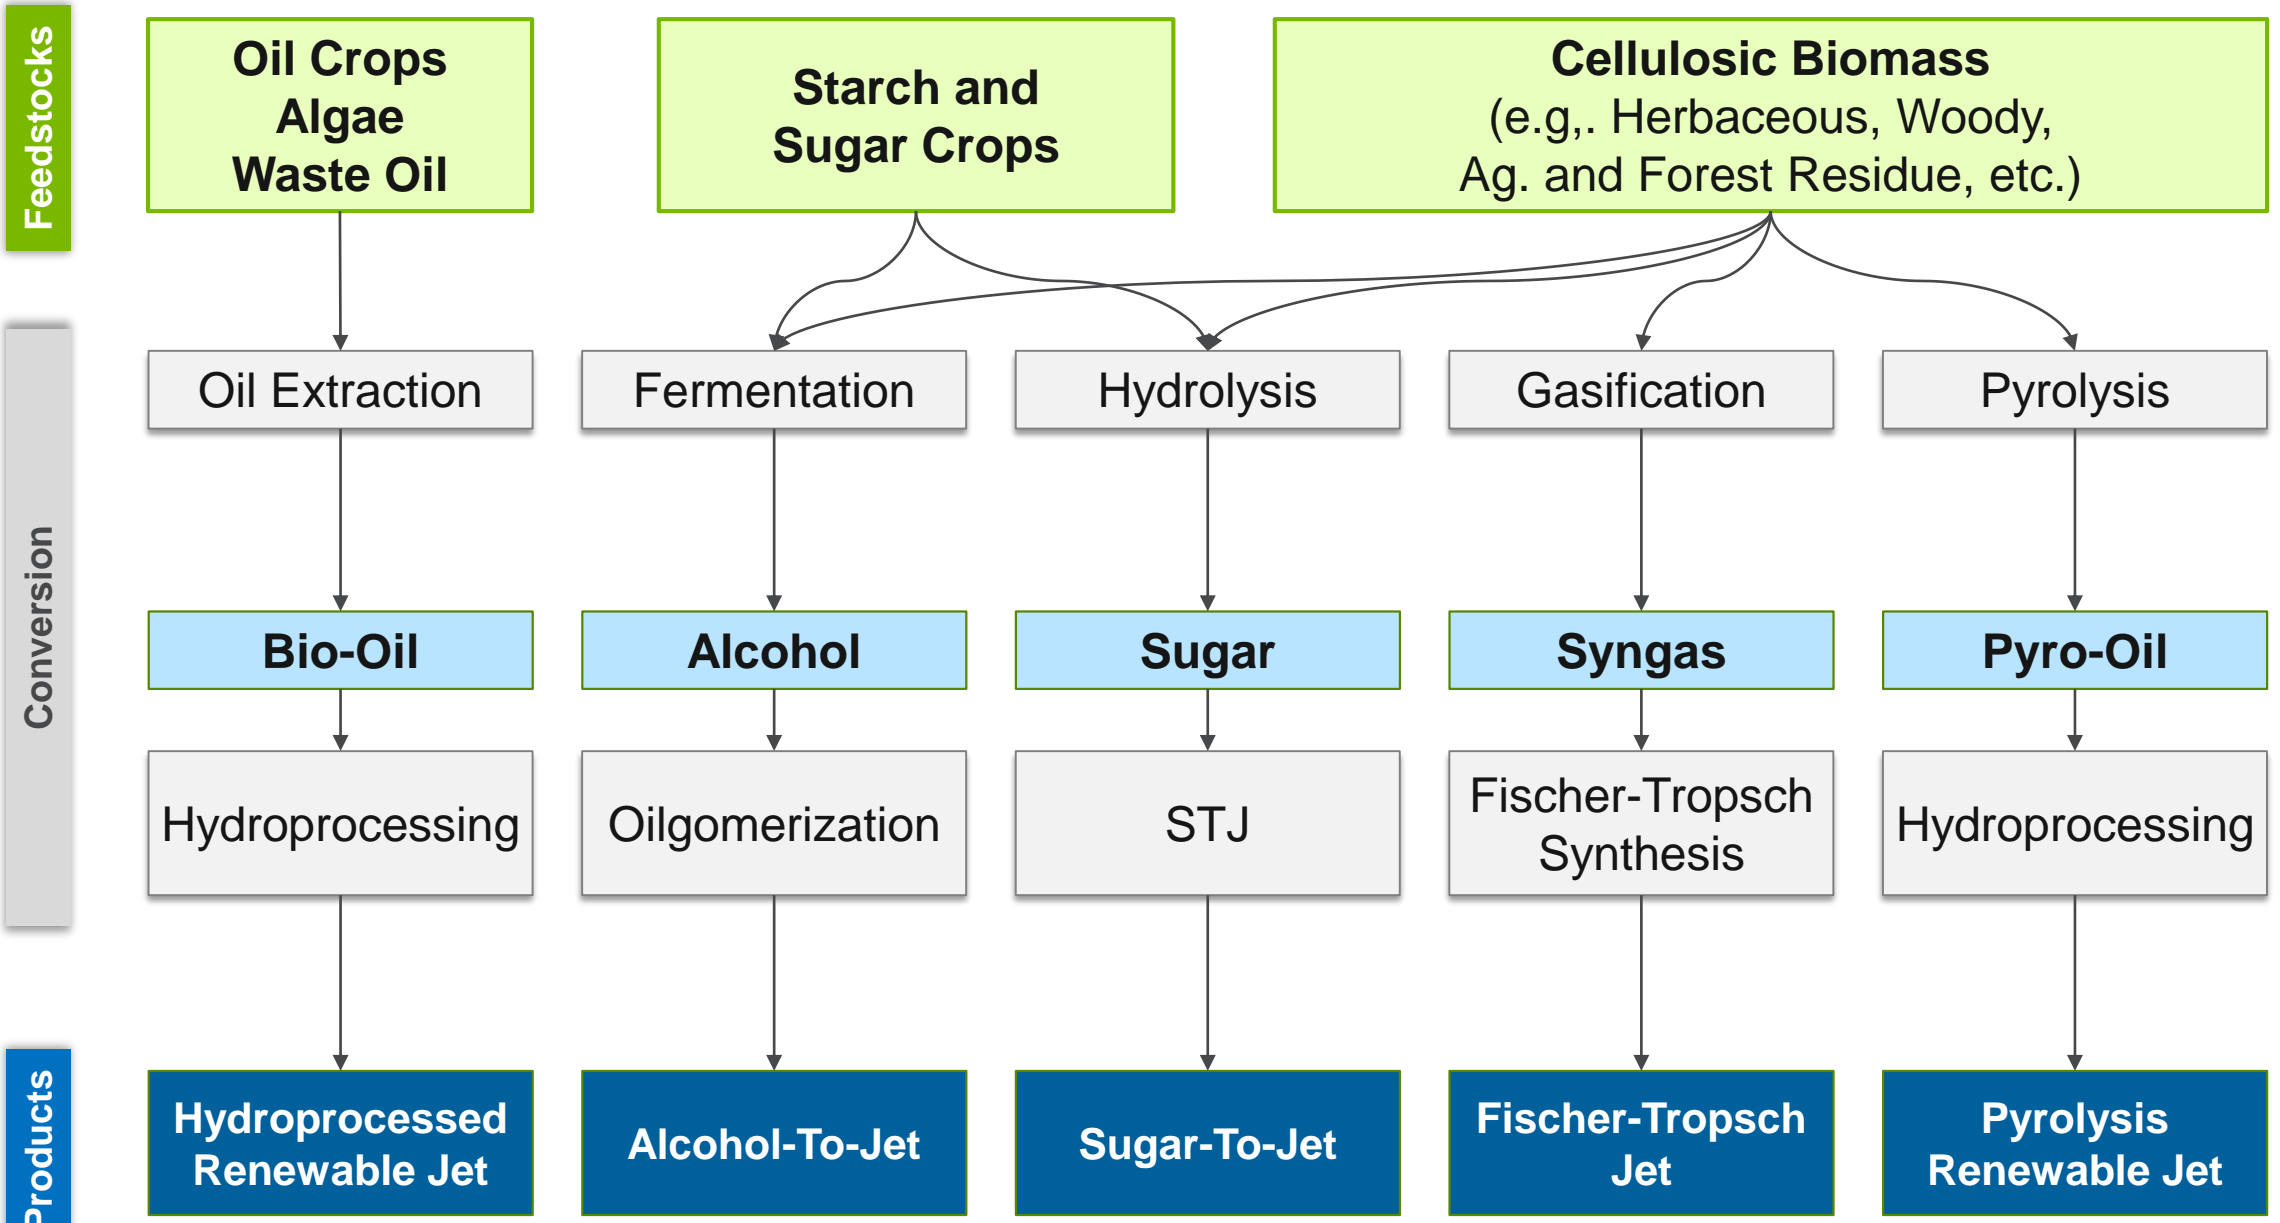 Feedstocks
Oil Crops
Algae
Waste Oil
Starch and
Sugar Crops
Cellulosic Biomass
(e.g,. Herbaceous, Woody,
Ag. and Forest Residue, etc.)
Conversion
Oil Extraction
Fermentation
Hydrolysis
Gasification
Pyrolysis
Bio-Oil
Alcohol
Sugar
Syngas
Pyro-Oil
Hydroprocessing
Oilgomerization
STJ
Fischer-Tropsch
Synthesis
Hydroprocessing
Products
Hydroprocessed
Renewable Jet
Alcohol-To-Jet
Sugar-To-Jet
Fischer-Tropsch
Jet
Pyrolysis
Renewable Jet